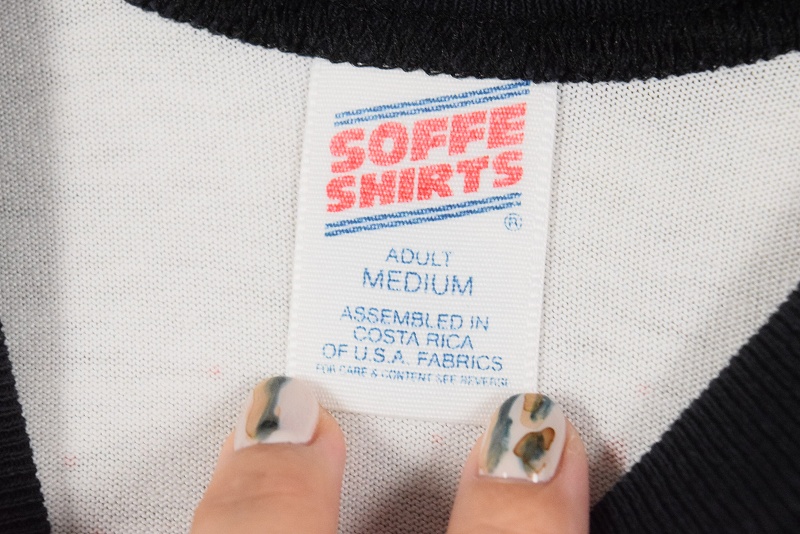 SOFFE
SHIRTS
®
ADULT
MEDIUM
ASSEMBLED IN
COSTA RICA
OF U.S.A. FABRICS
FOR CARE & CONTENT SEE REVERSE